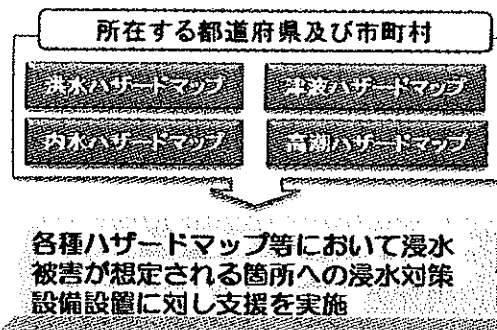 所在する都道府県及び市町村
洪水ハザードマップ
津波ハザードマップ
内水ハザードマップ
高潮ハザードマップ
各種ハザードマップ等において浸水
被害が想定される箇所への浸水対策
設備設置に対し支援を実施